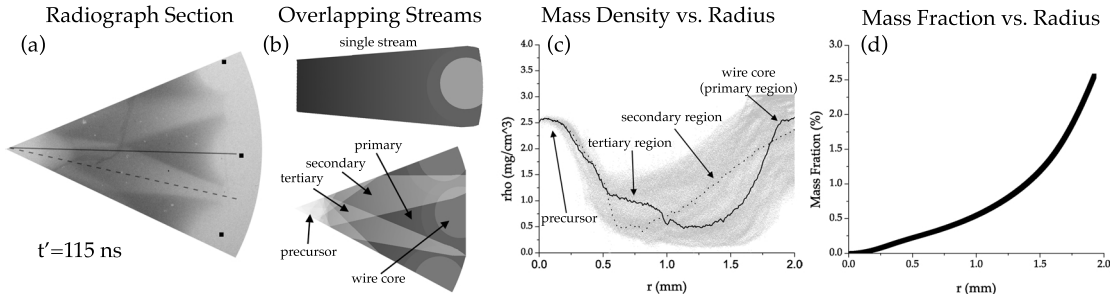 Radiograph Section
Overlapping Streams
Mass Density vs. Radius
Mass Fraction vs. Radius
(a)
t'=115 ns
(b)
single stream
primary
secondary
tertiary
precursor
wire core
(c)
4.0
3.5
3.0
2.5
2.0
1.5
1.0
0.5
0.0
rho (mg/cm^3)
wire core
(primary region)
secondary region
tertiary region
precursor
0.0 0.5 1.0 1.5 2.0
r (mm)
(d)
3.0
2.5
2.0
1.5
1.0
0.5
0.0
Mass Fration (%)
0.0 0.5 1.0 1.5 2.0
r (mm)